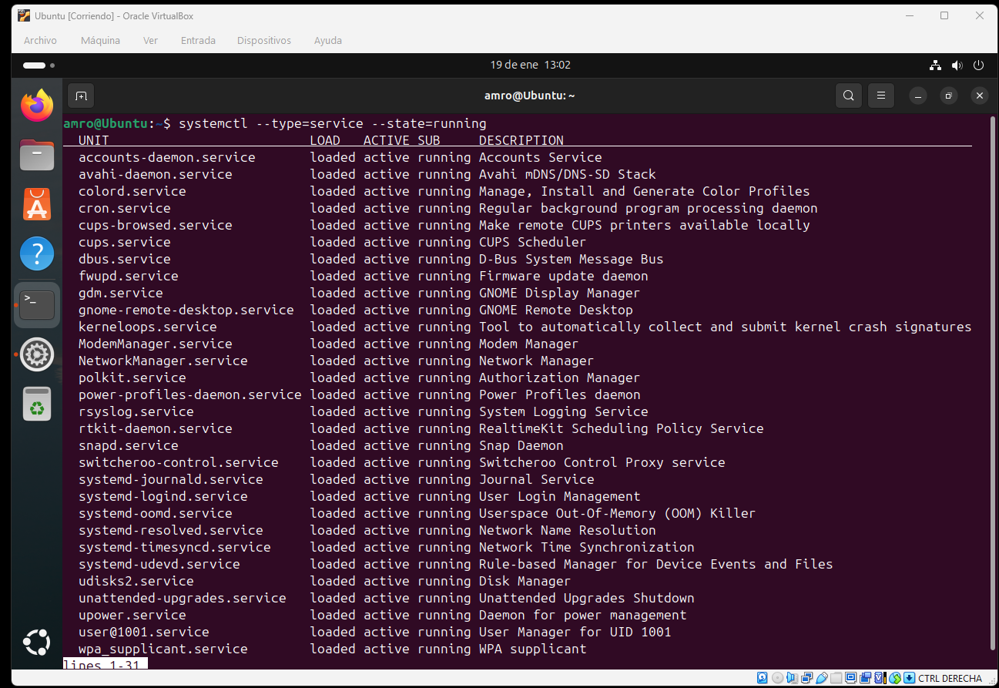 Ubuntu [Corriendo] - Oracle VirtualBox
Archivo Máquina Ver Entrada Dispositivos Ayuda
19 de ene 13:02
amro@Ubuntu: ~
amro@Ubuntu:~$ systemctl --type=service --state=running
UNIT LOAD ACTIVE SUB DESCRIPTION
accounts-daemon.service loaded active running Accounts Service
avahi-daemon.service loaded active running Avahi mDNS/DNS-SD Stack
colord.service loaded active running Manage, Install and Generate Color Profiles
cron.service loaded active running Regular background program processing daemon
cups-browsed.service loaded active running Make remote CUPS printers available locally
cups.service loaded active running CUPS Scheduler
dbus.service loaded active running D-Bus System Message Bus
fwupd.service loaded active running Firmware update daemon
gdm.service loaded active running GNOME Display Manager
gnome-remote-desktop.service loaded active running GNOME Remote Desktop
kerneloops.service loaded active running Tool to automatically collect and submit kernel crash signatures
ModemManager.service loaded active running Modem Manager
NetworkManager.service loaded active running Network Manager
polkit.service loaded active running Authorization Manager
power-profiles-daemon.service loaded active running Power Profiles daemon
rsyslog.service loaded active running System Logging Service
rtkit-daemon.service loaded active running RealtimeKit Scheduling Policy Service
snapd.service loaded active running Snap Daemon
switcheroo-control.service loaded active running Switcheroo Control Proxy service
systemd-journald.service loaded active running Journal Service
systemd-logind.service loaded active running User Login Management
systemd-oomd.service loaded active running Userspace Out-Of-Memory (OOM) Killer
systemd-resolved.service loaded active running Network Name Resolution
systemd-timesyncd.service loaded active running Network Time Synchronization
systemd-udevd.service loaded active running Rule-based Manager for Device Events and Files
udisks2.service loaded active running Disk Manager
unattended-upgrades.service loaded active running Unattended Upgrades Shutdown
upower.service loaded active running Daemon for power management
user@1001.service loaded active running User Manager for UID 1001
wpa_supplicant.service loaded active running WPA supplicant
lines 1-31
CTRL DERECHA